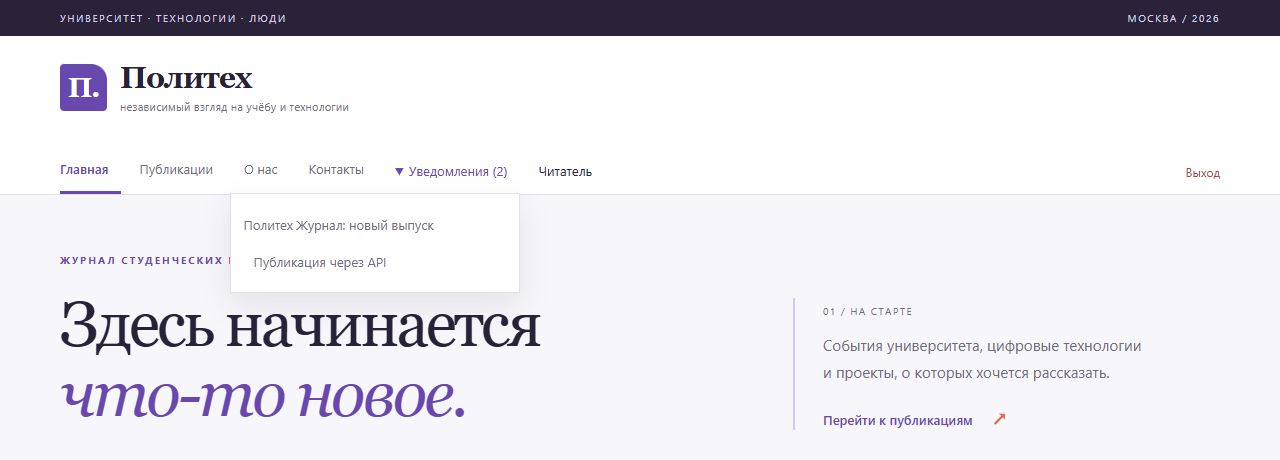 УНИВЕРСИТЕТ · ТЕХНОЛОГИИ · ЛЮДИ
МОСКВА / 2026
П.
Политех
независимый взгляд на учёбу и технологии
Главная Публикации О нас Контакты ▼ Уведомления (2) Читатель Выход
Политех Журнал: новый выпуск
Публикация через API
ЖУРНАЛ СТУДЕНЧЕСКИХ
Здесь начинается
что-то новое.
01 / НА СТАРТЕ
События университета, цифровые технологии
и проекты, о которых хочется рассказать.
Перейти к публикациям ↗